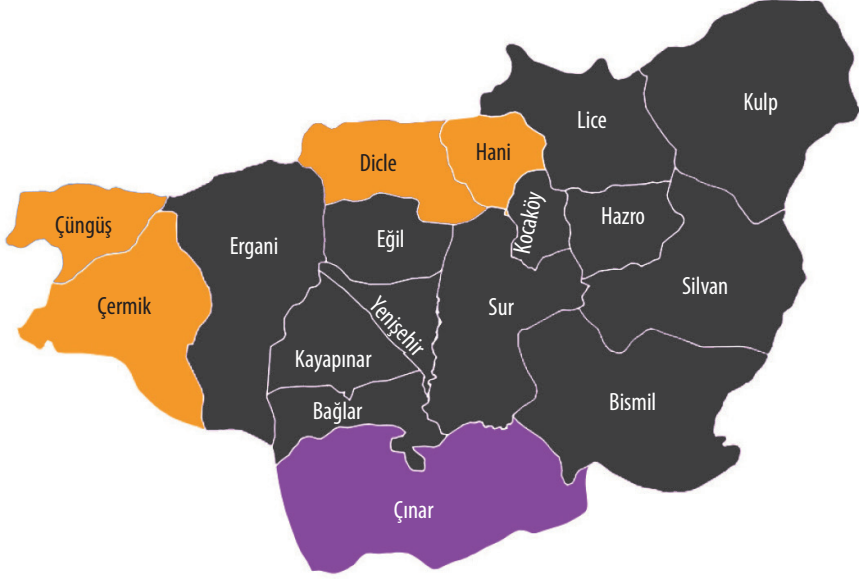 Kulp
Lice
Hani
Dicle
Kocaköy
Hazro
Çüngüş
Ergani
Eğil
Silvan
Çermik
Sur
Yenişehir
Kayapınar
Bağlar
Bismil
Çınar